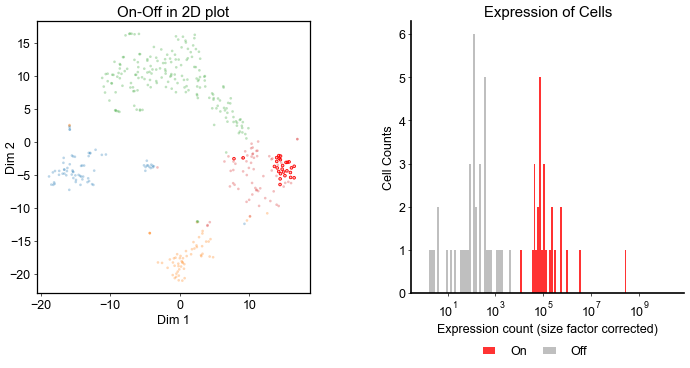 On-Off in 2D plot
Dim 2
15
10
5
0
−5
−10
−15
−20
−20 −10 0 10
Dim 1
Expression of Cells
Cell Counts
6
5
4
3
2
1
0
10^1 10^3 10^5 10^7 10^9
Expression count (size factor corrected)
On Off